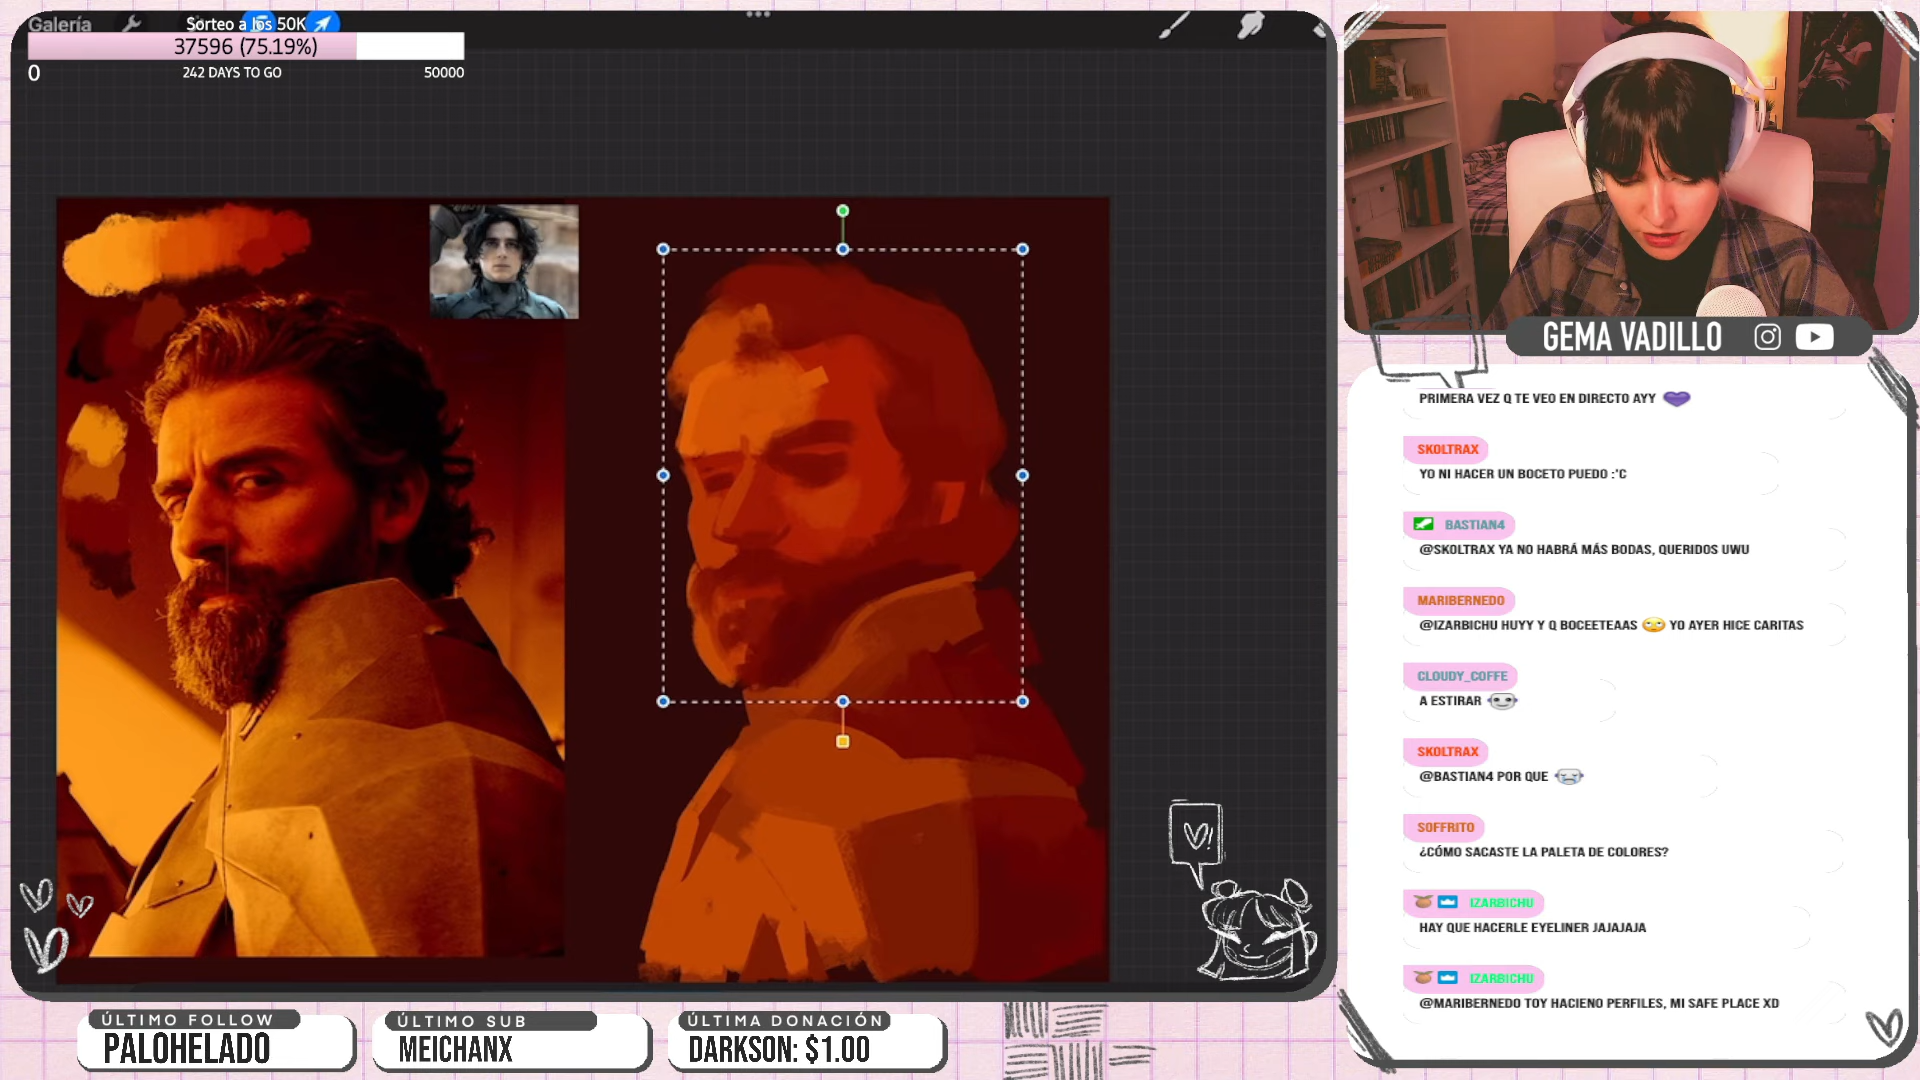 Galería
Sorteo a los 50K
37596 (75.19%)
0
242 DAYS TO GO
50000
GEMA VADILLO
PRIMERA VEZ Q TE VEO EN DIRECTO AYY
SKOLTRAX
YO NI HACER UN BOCETO PUEDO :'C
BASTIAN4
@SKOLTRAX YA NO HABRÁ MÁS BODAS, QUERIDOS UWU
MARIBERNEDO
@IZARBICHU HUYY Y Q BOCEETEAAS YO AYER HICE CARITAS
CLOUDY_COFFE
A ESTIRAR
SKOLTRAX
@BASTIAN4 POR QUE
SOFFRITO
¿CÓMO SACASTE LA PALETA DE COLORES?
IZARBICHU
HAY QUE HACERLE EYELINER JAJAJAJA
IZARBICHU
@MARIBERNEDO TOY HACIENO PERFILES, MI SAFE PLACE XD
ÚLTIMO FOLLOW
PALOHELADO
ÚLTIMO SUB
MEICHANX
ÚLTIMA DONACIÓN
DARKSON: $1.00